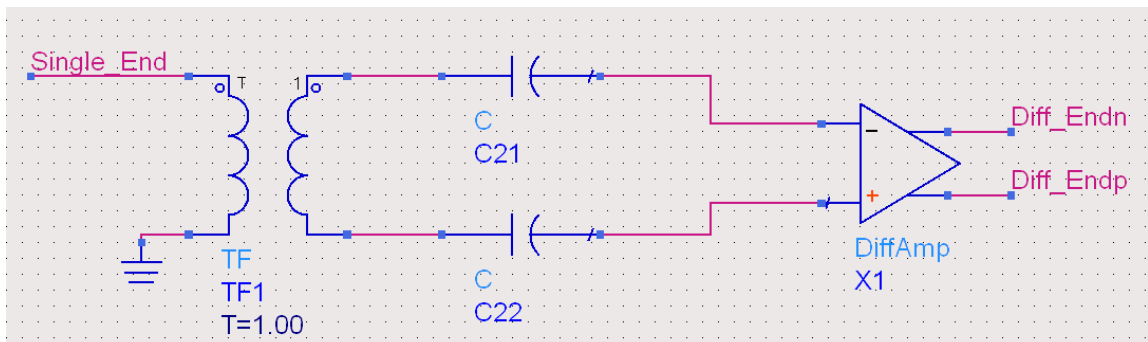 Single_End
T
1
C
C21
−
+
Diff_Endn
Diff_Endp
TF
TF1
T=1.00
C
C22
DiffAmp
X1